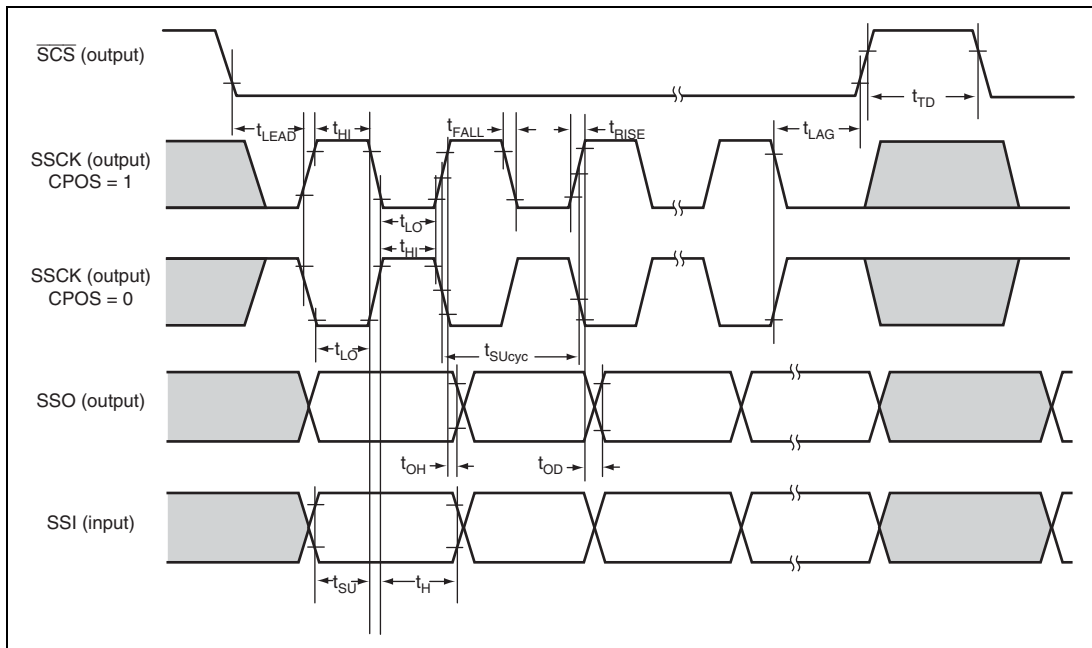 SCS (output)
tTD
tLEAD
tHI
tFALL
tRISE
tLAG
SSCK (output)
CPOS = 1
tLO
tHI
SSCK (output)
CPOS = 0
tLO
tSUcyc
SSO (output)
tOH
tOD
SSI (input)
tSU
tH